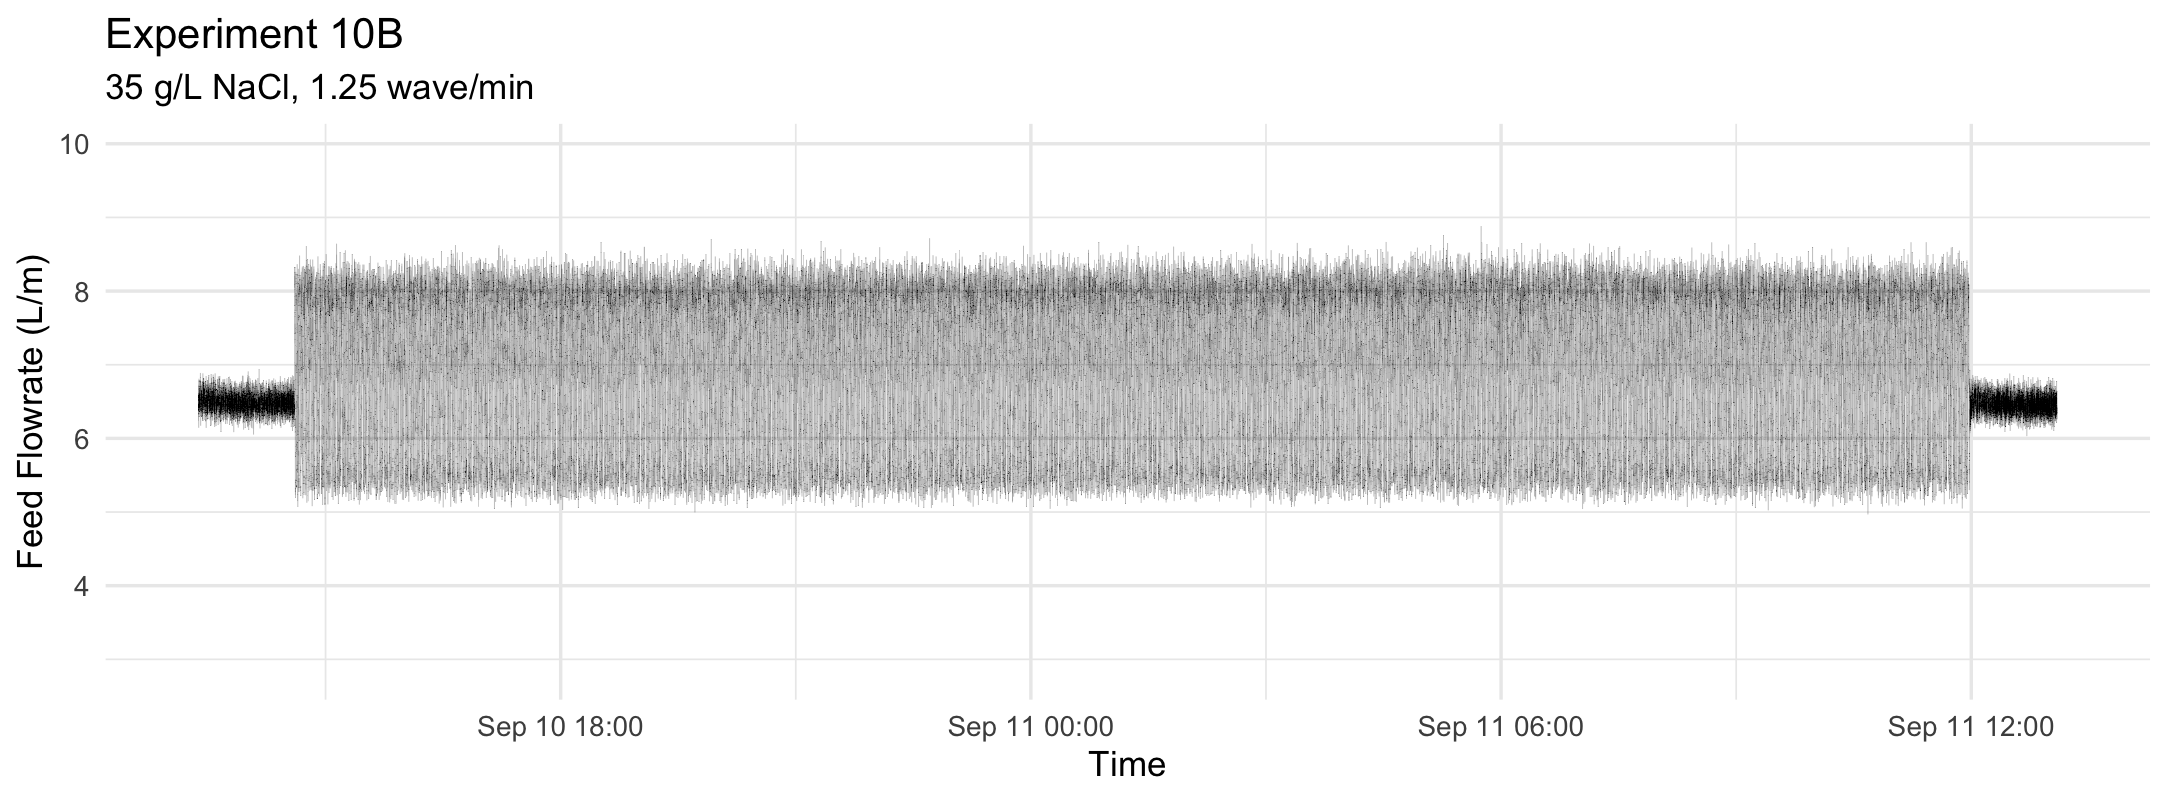 Experiment 10B
35 g/L NaCl, 1.25 wave/min
10
8
6
4
Feed Flowrate (L/m)
Sep 10 18:00
Sep 11 00:00
Sep 11 06:00
Sep 11 12:00
Time